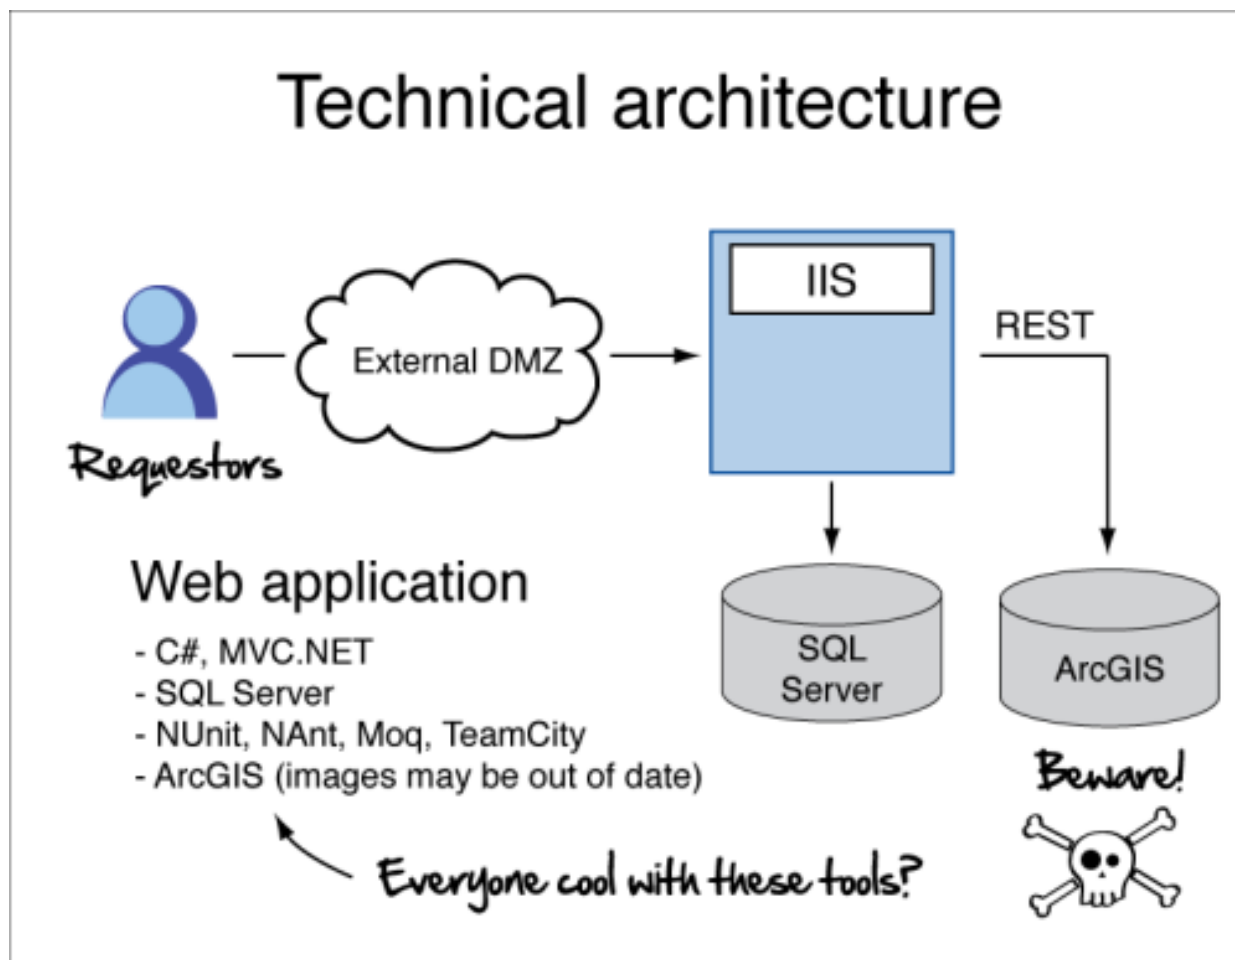 Technical architecture
IIS
REST
External DMZ
Requestors
Web application
- C#, MVC.NET
- SQL Server
- NUnit, NAnt, Moq, TeamCity
- ArcGIS (images may be out of date)
SQL
Server
ArcGIS
Beware!
Everyone cool with these tools?